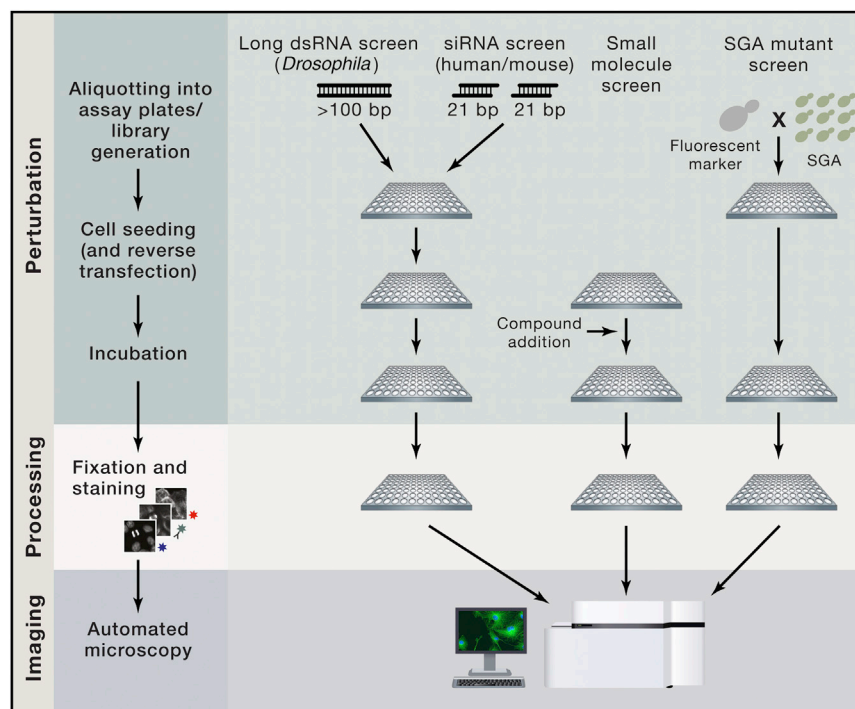 Perturbation
Aliquotting into
assay plates/
library
generation
Cell seeding
(and reverse
transfection)
Incubation
Long dsRNA screen
(Drosophila)
>100 bp
siRNA screen
(human/mouse)
21 bp 21 bp
Small
molecule
screen
Compound
addition
SGA mutant
screen
X
Fluorescent
marker
SGA
Processing
Fixation and
staining
Imaging
Automated
microscopy